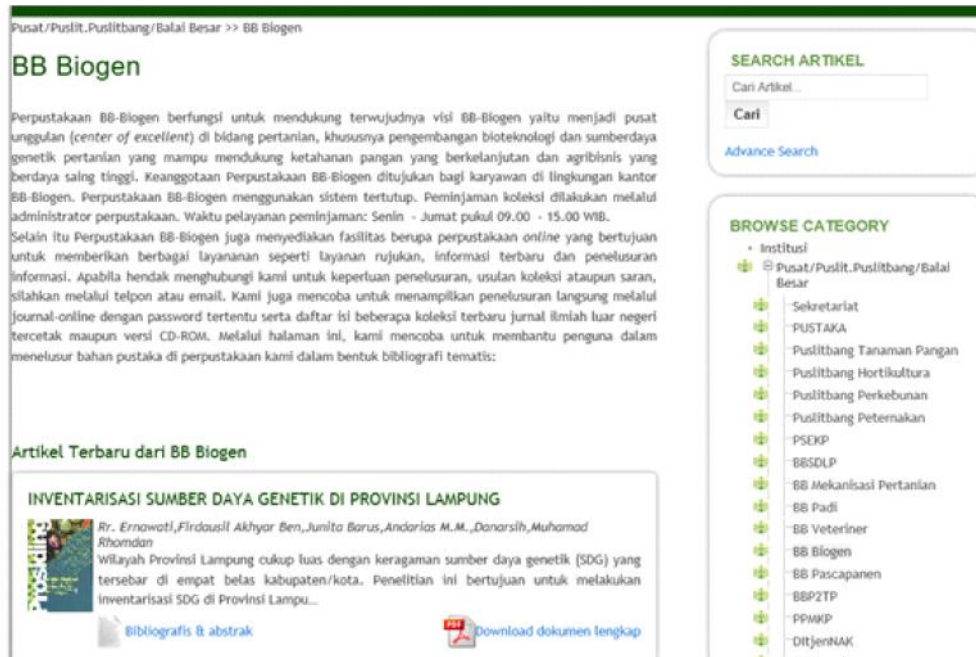 Pusat/Puslit.Puslitbang/Balai Besar >> BB Biogen
BB Biogen
Perpustakaan BB-Biogen berfungsi untuk mendukung terwujudnya visi BB-Biogen yaitu menjadi pusat
unggulan (center of excellent) di bidang pertanian, khususnya pengembangan bioteknologi dan sumberdaya
genetik pertanian yang mampu mendukung ketahanan pangan yang berkelanjutan dan agribisnis yang
berdaya saing tinggi. Keanggotaan Perpustakaan BB-Biogen ditujukan bagi karyawan di lingkungan kantor
BB-Biogen. Perpustakaan BB-Biogen menggunakan sistem tertutup. Peminjaman koleksi dilakukan melalui
administrator perpustakaan. Waktu pelayanan peminjaman: Senin - Jumat pukul 09.00 - 15.00 WIB.
Selain itu Perpustakaan BB-Biogen juga menyediakan fasilitas berupa perpustakaan online yang bertujuan
untuk memberikan berbagai layananan seperti layanan rujukan, informasi terbaru dan penelusuran
informasi. Apabila hendak menghubungi kami untuk keperluan penelusuran, usulan koleksi ataupun saran,
silahkan melalui telpon atau email. Kami juga mencoba untuk menampilkan penelusuran langsung melalui
journal-online dengan password tertentu serta daftar isi beberapa koleksi terbaru jurnal ilmiah luar negeri
tercetak maupun versi CD-ROM. Melalui halaman ini, kami mencoba untuk membantu penguna dalam
menelusur bahan pustaka di perpustakaan kami dalam bentuk bibliografi tematis:
Artikel Terbaru dari BB Biogen
INVENTARISASI SUMBER DAYA GENETIK DI PROVINSI LAMPUNG
Prosiding
Rr. Ernawati,Firdausil Akhyar Ben,Junita Barus,Andarias M.M.,Danarsih,Muhamad
Rhomdan
Wilayah Provinsi Lampung cukup luas dengan keragaman sumber daya genetik (SDG) yang
tersebar di empat belas kabupaten/kota. Penelitian ini bertujuan untuk melakukan
inventarisasi SDG di Provinsi Lampu...
Bibliografis & abstrak
PDF
Download dokumen lengkap
SEARCH ARTIKEL
Cari Artikel...
Cari
Advance Search
BROWSE CATEGORY
Institusi
Pusat/Puslit.Puslitbang/Balai
Besar
Sekretariat
PUSTAKA
Puslitbang Tanaman Pangan
Puslitbang Hortikultura
Puslitbang Perkebunan
Puslitbang Peternakan
PSEKP
BBSDLP
BB Mekanisasi Pertanian
BB Padi
BB Veteriner
BB Biogen
BB Pascapanen
BBP2TP
PPMKP
DItjenNAK